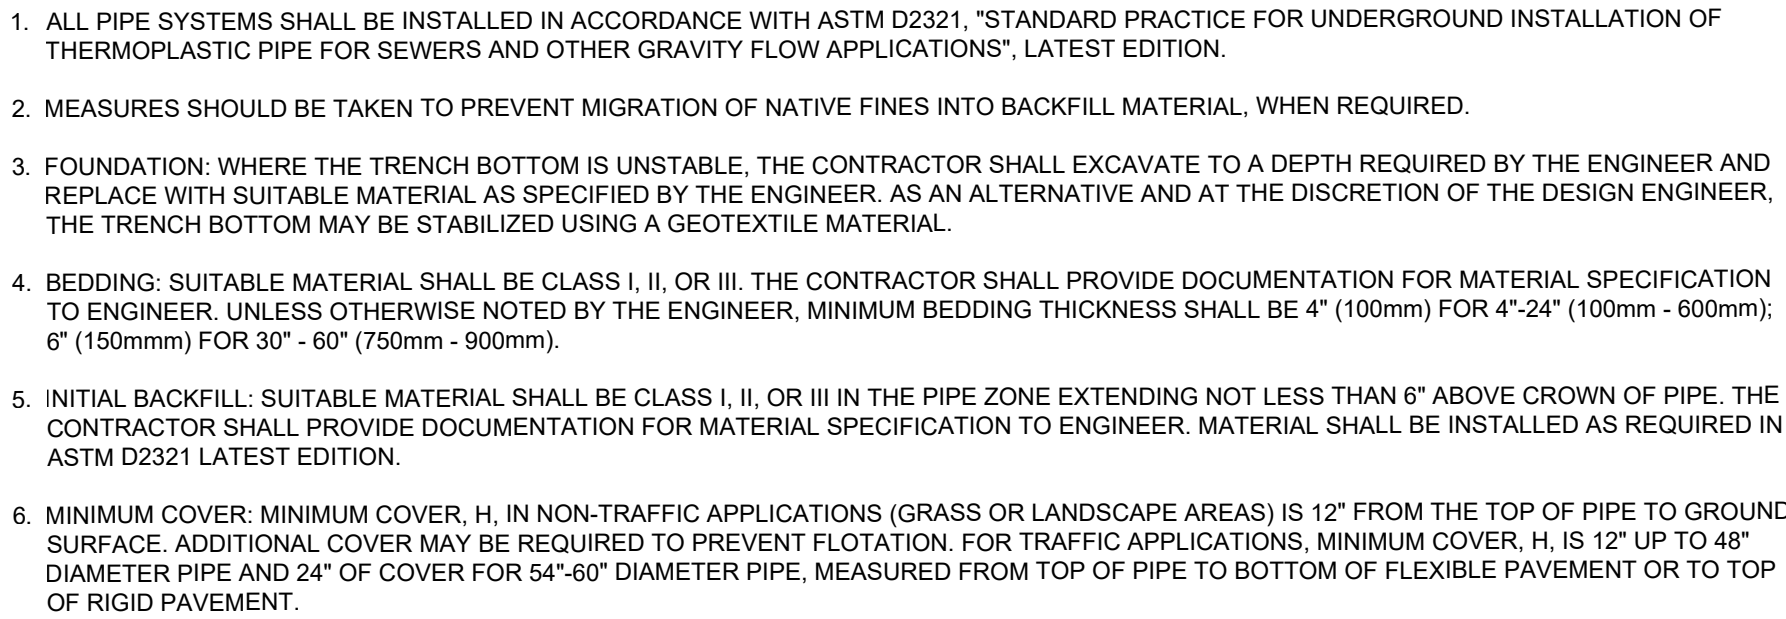 1. ALL PIPE SYSTEMS SHALL BE INSTALLED IN ACCORDANCE WITH ASTM D2321, "STANDARD PRACTICE FOR UNDERGROUND INSTALLATION OF
THERMOPLASTIC PIPE FOR SEWERS AND OTHER GRAVITY FLOW APPLICATIONS", LATEST EDITION.
2. MEASURES SHOULD BE TAKEN TO PREVENT MIGRATION OF NATIVE FINES INTO BACKFILL MATERIAL, WHEN REQUIRED.
3. FOUNDATION: WHERE THE TRENCH BOTTOM IS UNSTABLE, THE CONTRACTOR SHALL EXCAVATE TO A DEPTH REQUIRED BY THE ENGINEER AND
REPLACE WITH SUITABLE MATERIAL AS SPECIFIED BY THE ENGINEER. AS AN ALTERNATIVE AND AT THE DISCRETION OF THE DESIGN ENGINEER,
THE TRENCH BOTTOM MAY BE STABILIZED USING A GEOTEXTILE MATERIAL.
4. BEDDING: SUITABLE MATERIAL SHALL BE CLASS I, II, OR III. THE CONTRACTOR SHALL PROVIDE DOCUMENTATION FOR MATERIAL SPECIFICATION
TO ENGINEER. UNLESS OTHERWISE NOTED BY THE ENGINEER, MINIMUM BEDDING THICKNESS SHALL BE 4" (100mm) FOR 4"-24" (100mm - 600mm);
6" (150mmm) FOR 30" - 60" (750mm - 900mm).
5. INITIAL BACKFILL: SUITABLE MATERIAL SHALL BE CLASS I, II, OR III IN THE PIPE ZONE EXTENDING NOT LESS THAN 6" ABOVE CROWN OF PIPE. THE
CONTRACTOR SHALL PROVIDE DOCUMENTATION FOR MATERIAL SPECIFICATION TO ENGINEER. MATERIAL SHALL BE INSTALLED AS REQUIRED IN
ASTM D2321 LATEST EDITION.
6. MINIMUM COVER: MINIMUM COVER, H, IN NON-TRAFFIC APPLICATIONS (GRASS OR LANDSCAPE AREAS) IS 12" FROM THE TOP OF PIPE TO GROUND
SURFACE. ADDITIONAL COVER MAY BE REQUIRED TO PREVENT FLOTATION. FOR TRAFFIC APPLICATIONS, MINIMUM COVER, H, IS 12" UP TO 48"
DIAMETER PIPE AND 24" OF COVER FOR 54"-60" DIAMETER PIPE, MEASURED FROM TOP OF PIPE TO BOTTOM OF FLEXIBLE PAVEMENT OR TO TOP
OF RIGID PAVEMENT.